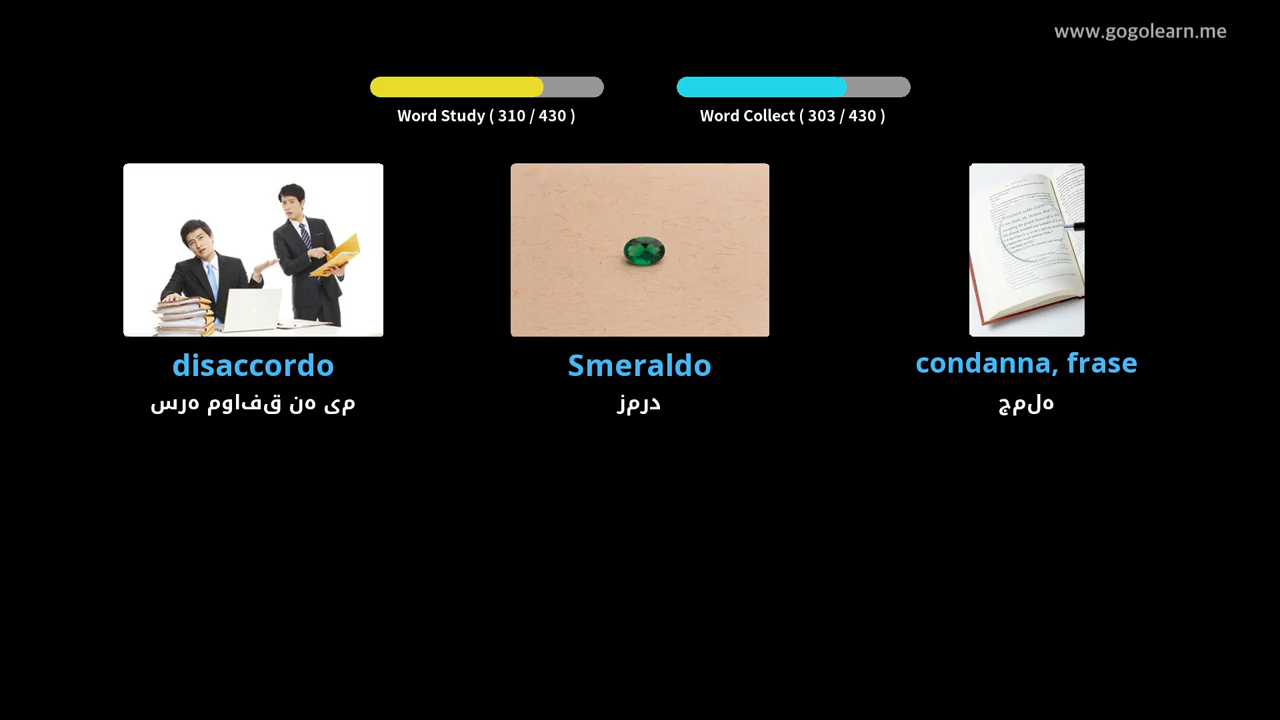 www.gogolearn.me
Word Study ( 310 / 430 )
Word Collect ( 303 / 430 )
disaccordo
می هن قفاوم هرس
Smeraldo
درمز
condanna, frase
هلمج